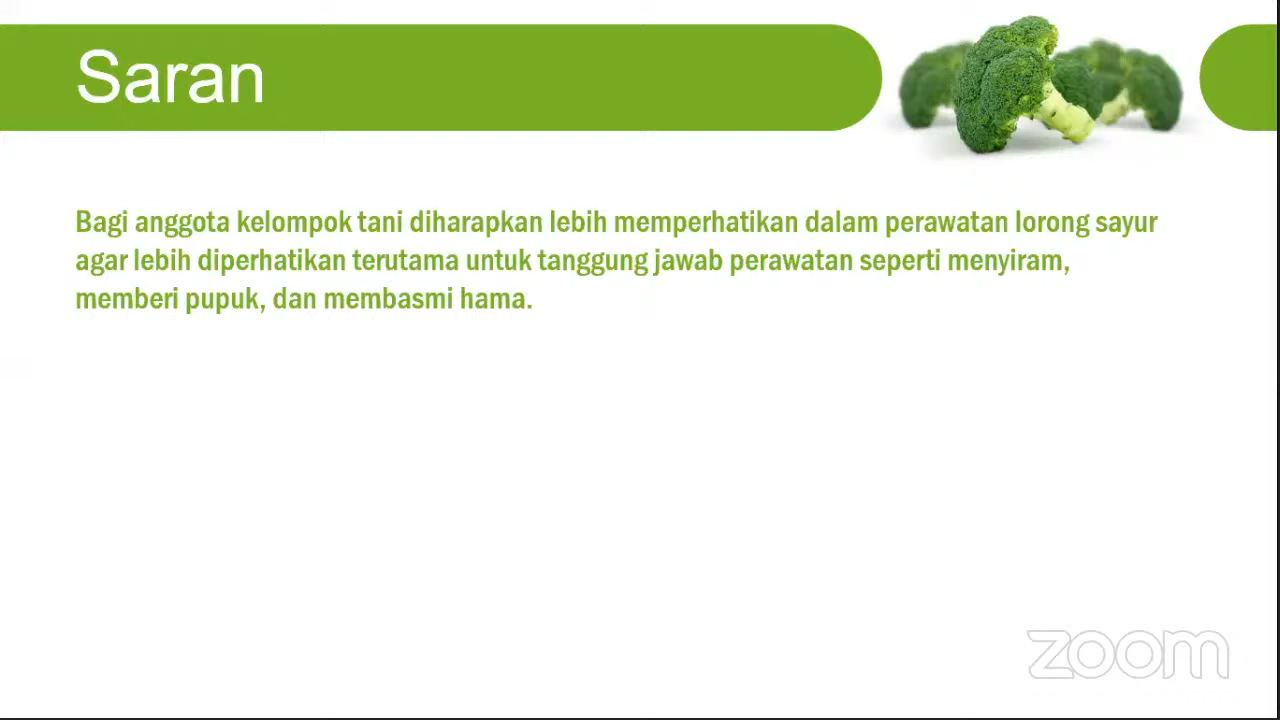 Saran
Bagi anggota kelompok tani diharapkan lebih memperhatikan dalam perawatan lorong sayur
agar lebih diperhatikan terutama untuk tanggung jawab perawatan seperti menyiram,
memberi pupuk, dan membasmi hama.
zoom